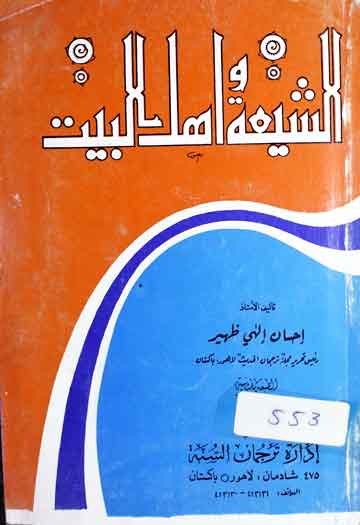 الشيعة و اهل البيت
تأليف الأستاذ
إحسان إلهي ظهير
رئيس تحرير مجلة ترجمان الحديث لاهور، باكستان
553
إدارة ترجمان السنة
٤٧٥ شادمان، لاهور باكستان